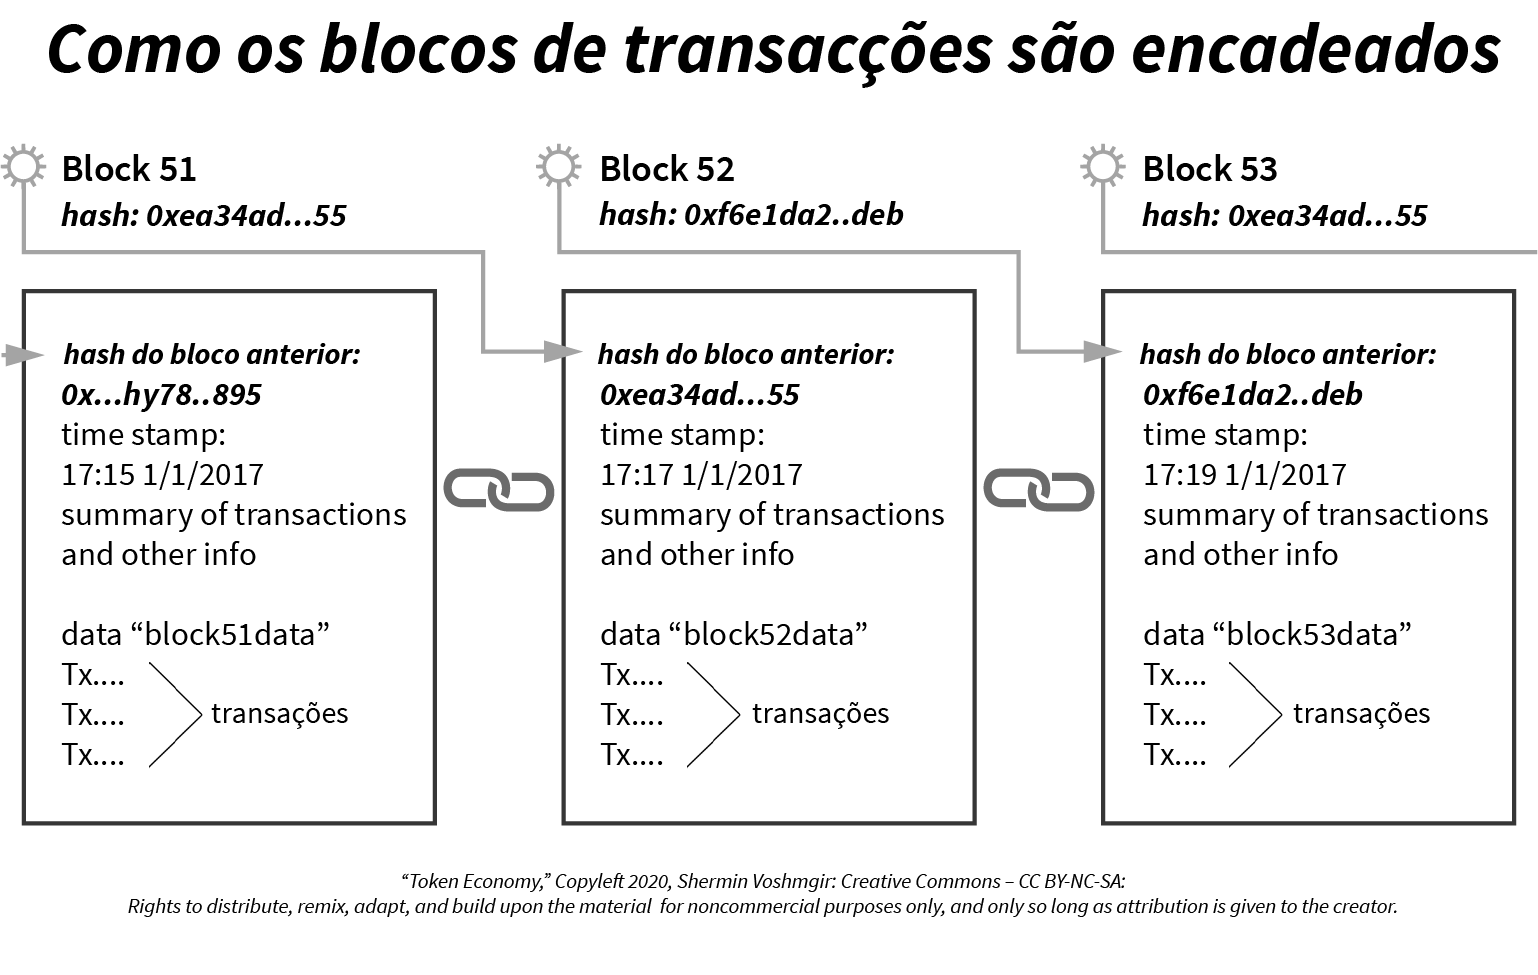 Como os blocos de transacções são encadeados
Block 51
hash: 0xea34ad...55
hash do bloco anterior:
0x...hy78..895
time stamp:
17:15 1/1/2017
summary of transactions
and other info
data “block51data”
Tx....
Tx....
Tx....
transações
Block 52
hash: 0xf6e1da2..deb
hash do bloco anterior:
0xea34ad...55
time stamp:
17:17 1/1/2017
summary of transactions
and other info
data “block52data”
Tx....
Tx....
Tx....
transações
Block 53
hash: 0xea34ad...55
hash do bloco anterior:
0xf6e1da2..deb
time stamp:
17:19 1/1/2017
summary of transactions
and other info
data “block53data”
Tx....
Tx....
Tx....
transações
“Token Economy,” Copyleft 2020, Shermin Voshmgir: Creative Commons – CC BY-NC-SA:
Rights to distribute, remix, adapt, and build upon the material for noncommercial purposes only, and only so long as attribution is given to the creator.